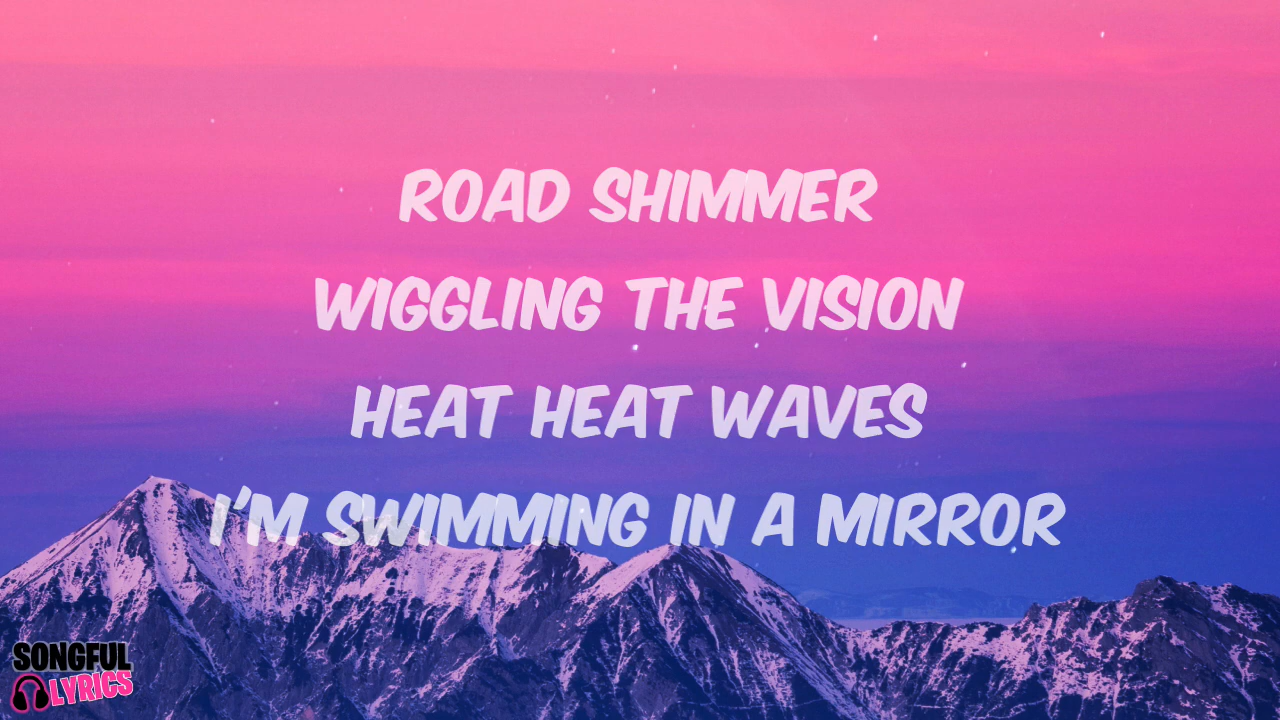 ROAD SHIMMER
WIGGLING THE VISION
HEAT HEAT WAVES
I'M SWIMMING IN A MIRROR
SONGFUL
LYRICS